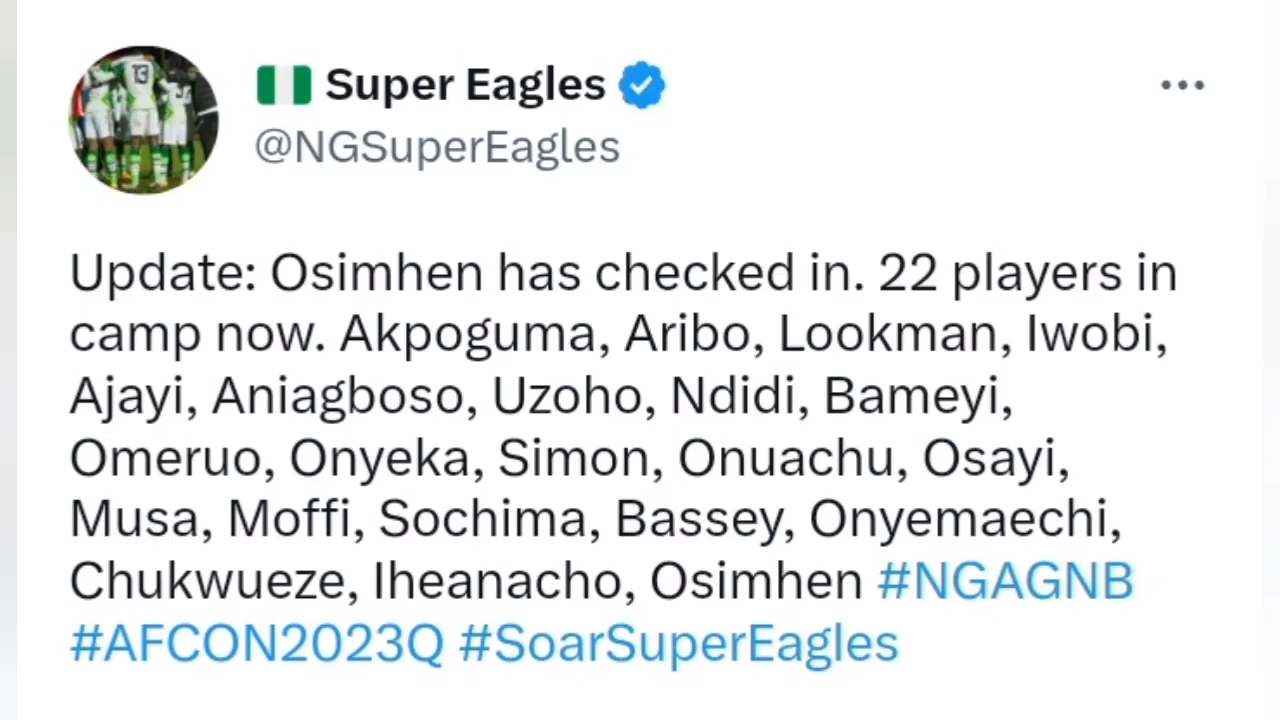 Super Eagles
@NGSuperEagles
Update: Osimhen has checked in. 22 players in
camp now. Akpoguma, Aribo, Lookman, Iwobi,
Ajayi, Aniagboso, Uzoho, Ndidi, Bameyi,
Omeruo, Onyeka, Simon, Onuachu, Osayi,
Musa, Moffi, Sochima, Bassey, Onyemaechi,
Chukwueze, Iheanacho, Osimhen #NGAGNB
#AFCON2023Q #SoarSuperEagles